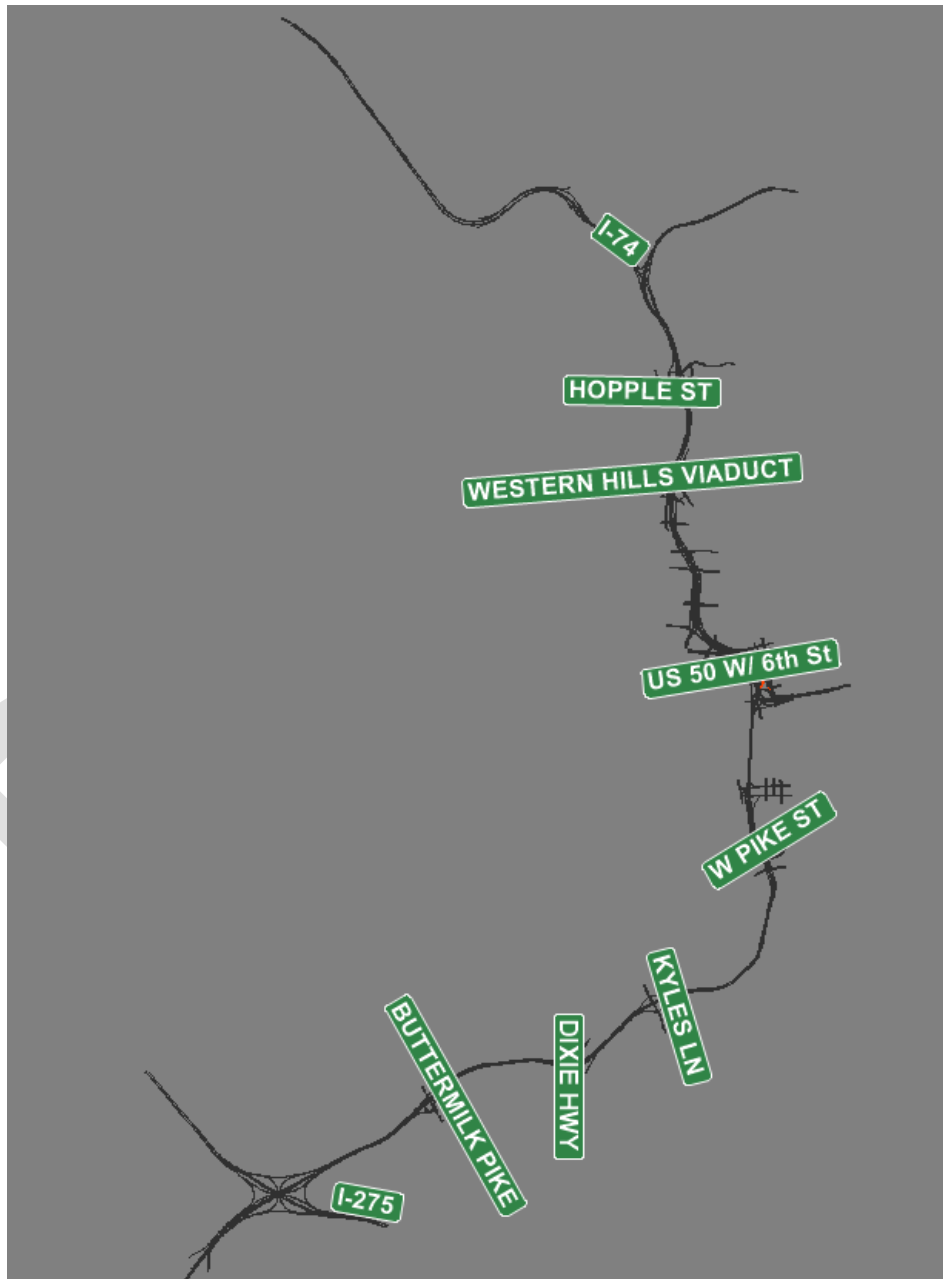 I-74
HOPPLE ST
WESTERN HILLS VIADUCT
US 50 W/ 6th St
W PIKE ST
KYLES LN
DIXIE HWY
BUTTERMILK PIKE
I-275